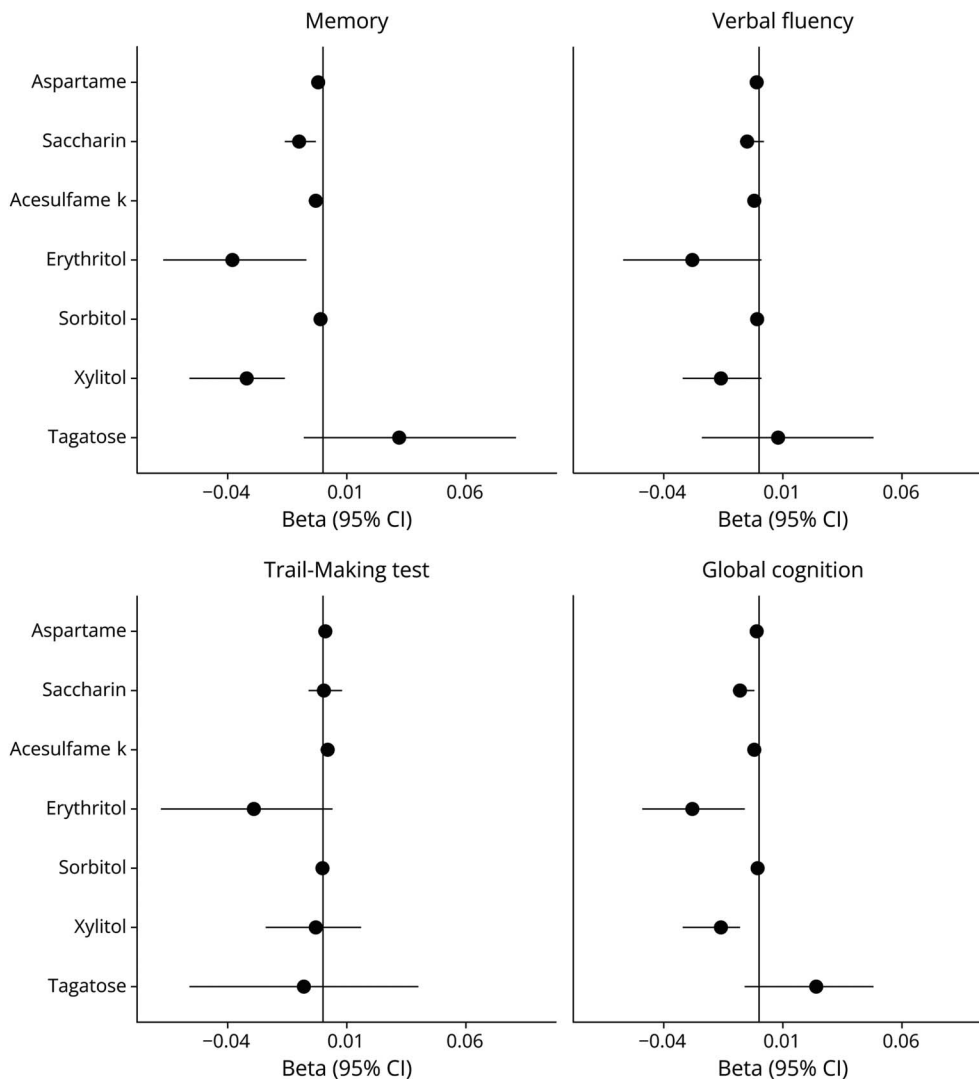 Memory
Verbal fluency
Aspartame
Saccharin
Acesulfame k
Erythritol
Sorbitol
Xylitol
Tagatose
−0.04 0.01 0.06
Beta (95% CI)
−0.04 0.01 0.06
Beta (95% CI)
Trail-Making test
Global cognition
Aspartame
Saccharin
Acesulfame k
Erythritol
Sorbitol
Xylitol
Tagatose
−0.04 0.01 0.06
Beta (95% CI)
−0.04 0.01 0.06
Beta (95% CI)